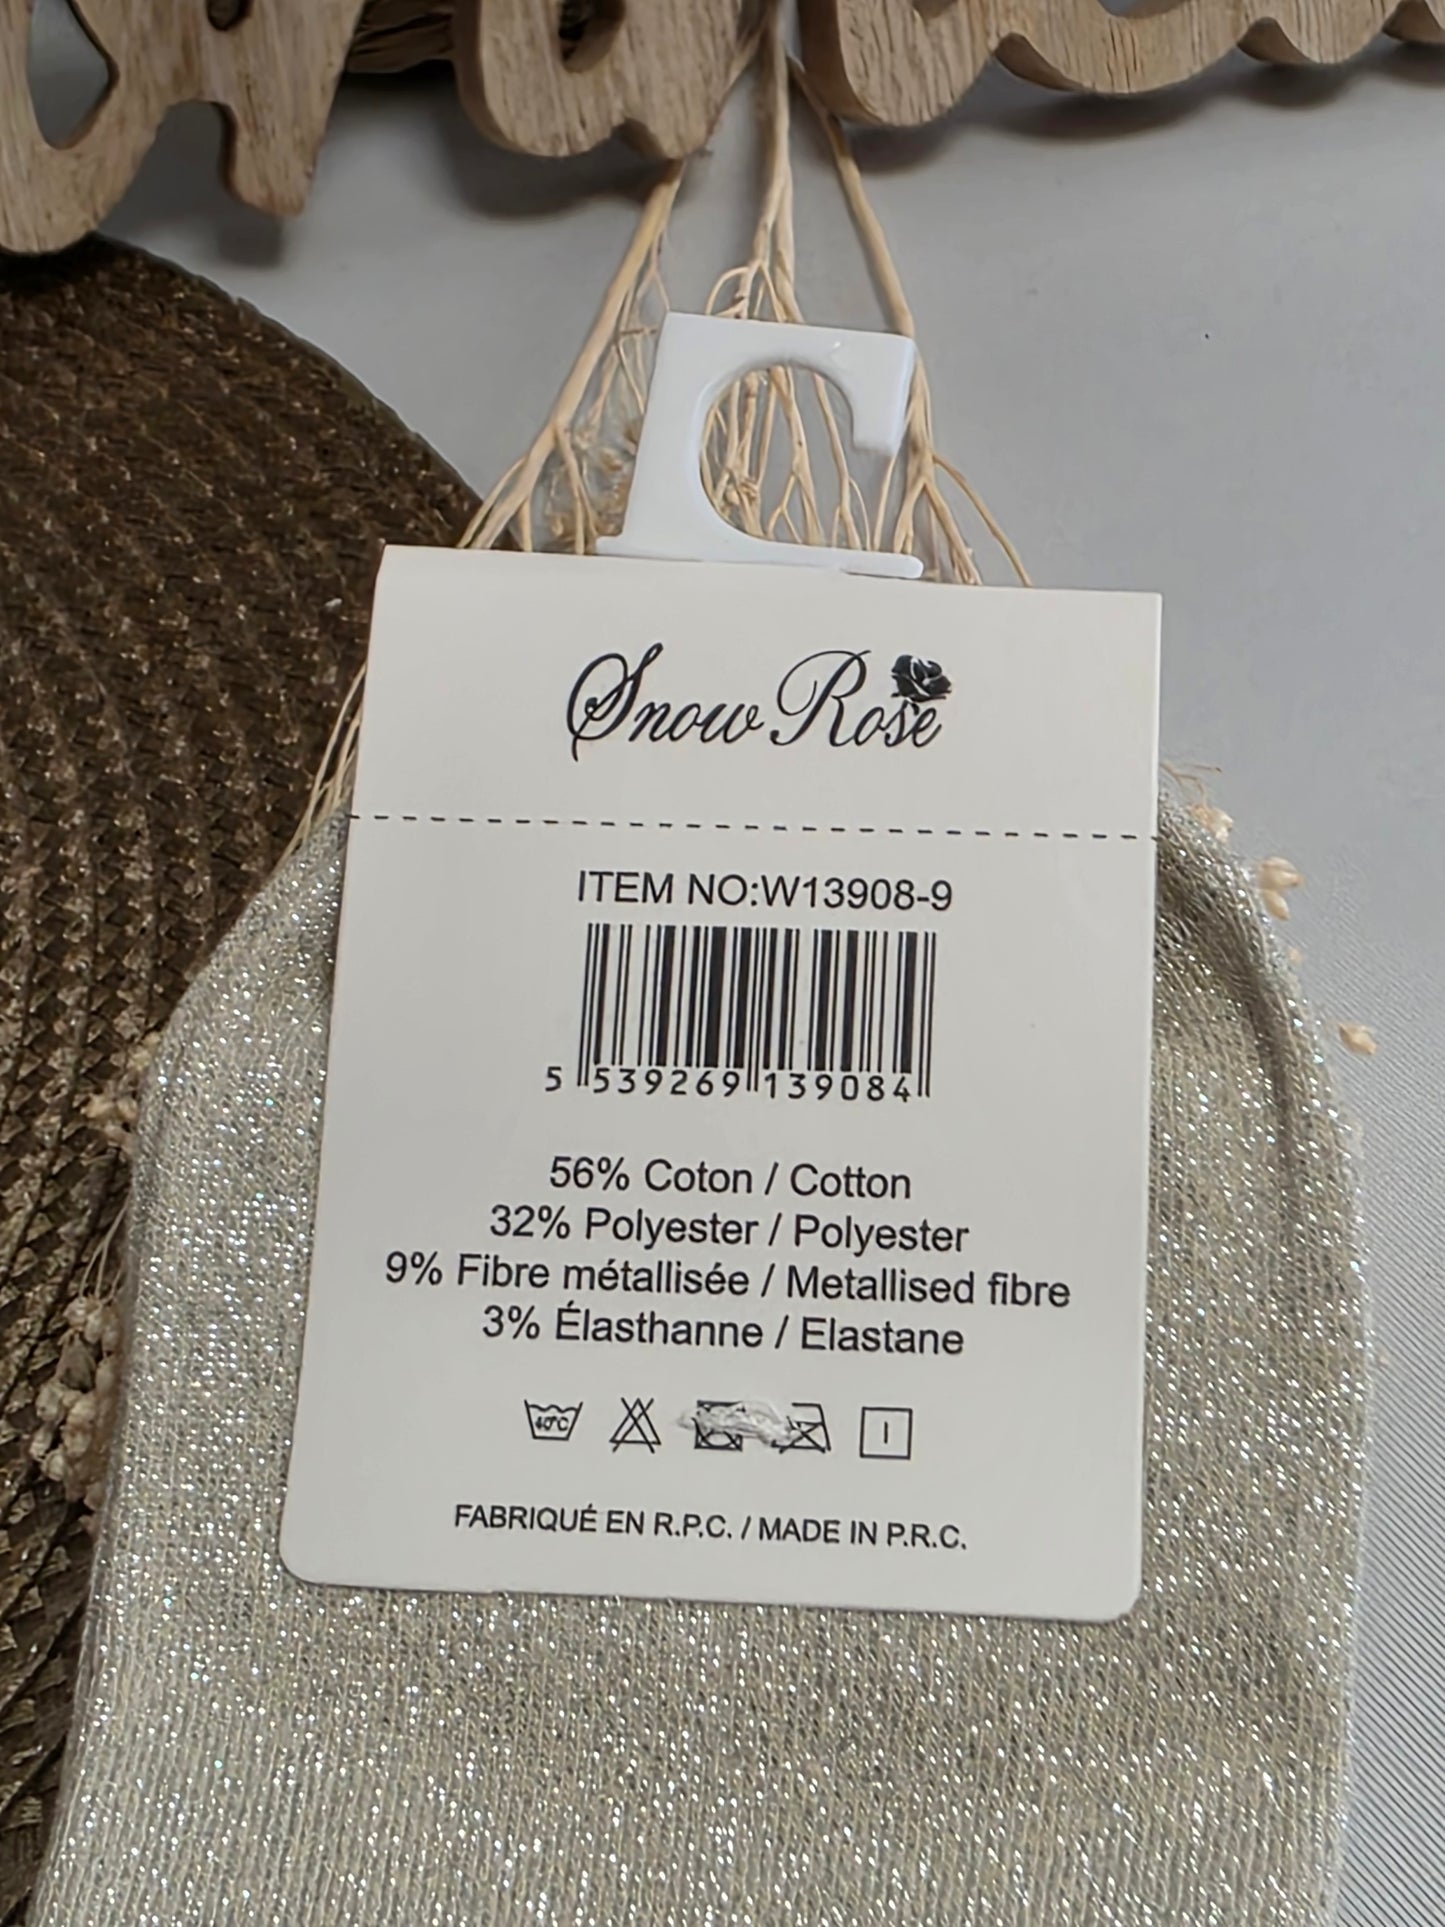 Snow Rose
ITEM NO:W13908-9
5 539269 139084
56% Coton / Cotton
32% Polyester / Polyester
9% Fibre métallisée / Metallised fibre
3% Élasthanne / Elastane
40°C
FABRIQUÉ EN R.P.C. / MADE IN P.R.C.